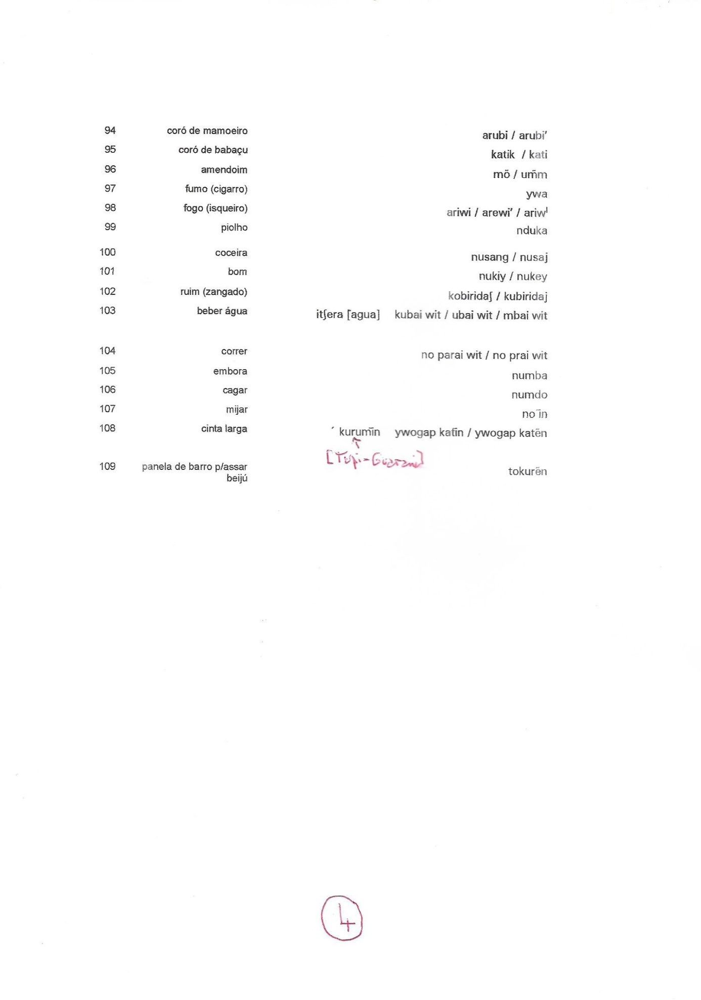 94 coró de mamoeiro arubi / arubi′
95 coró de babaçu katik / kati
96 amendoim mõ / um̃m
97 fumo (cigarro) ywa
98 fogo (isqueiro) ariwi / arewi′ / ariwˡ
99 piolho nduka
100 coceira nusang / nusaj
101 bom nukiy / nukey
102 ruim (zangado) kobiridaʃ / kubiridaj
103 beber água itʃera [agua] kubai wit / ubai wit / mbai wit
104 correr no parai wit / no prai wit
105 embora numba
106 cagar numdo
107 mijar no ĩn
108 cinta larga ´ kurumĩn ywogap katĩn / ywogap katẽn
[Tupi-Guarani]
109 panela de barro p/assar tokurẽn
beijú
4